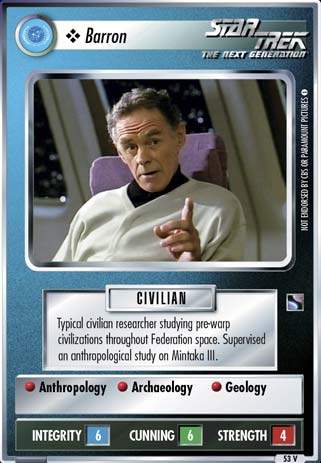 ❖ Barron
STAR TREK
THE NEXT GENERATION
NOT ENDORSED BY CBS OR PARAMOUNT PICTURES
CIVILIAN
Typical civilian researcher studying pre-warp
civilizations throughout Federation space. Supervised
an anthropological study on Mintaka III.
Anthropology Archaeology Geology
INTEGRITY 6 CUNNING 6 STRENGTH 4
53 V